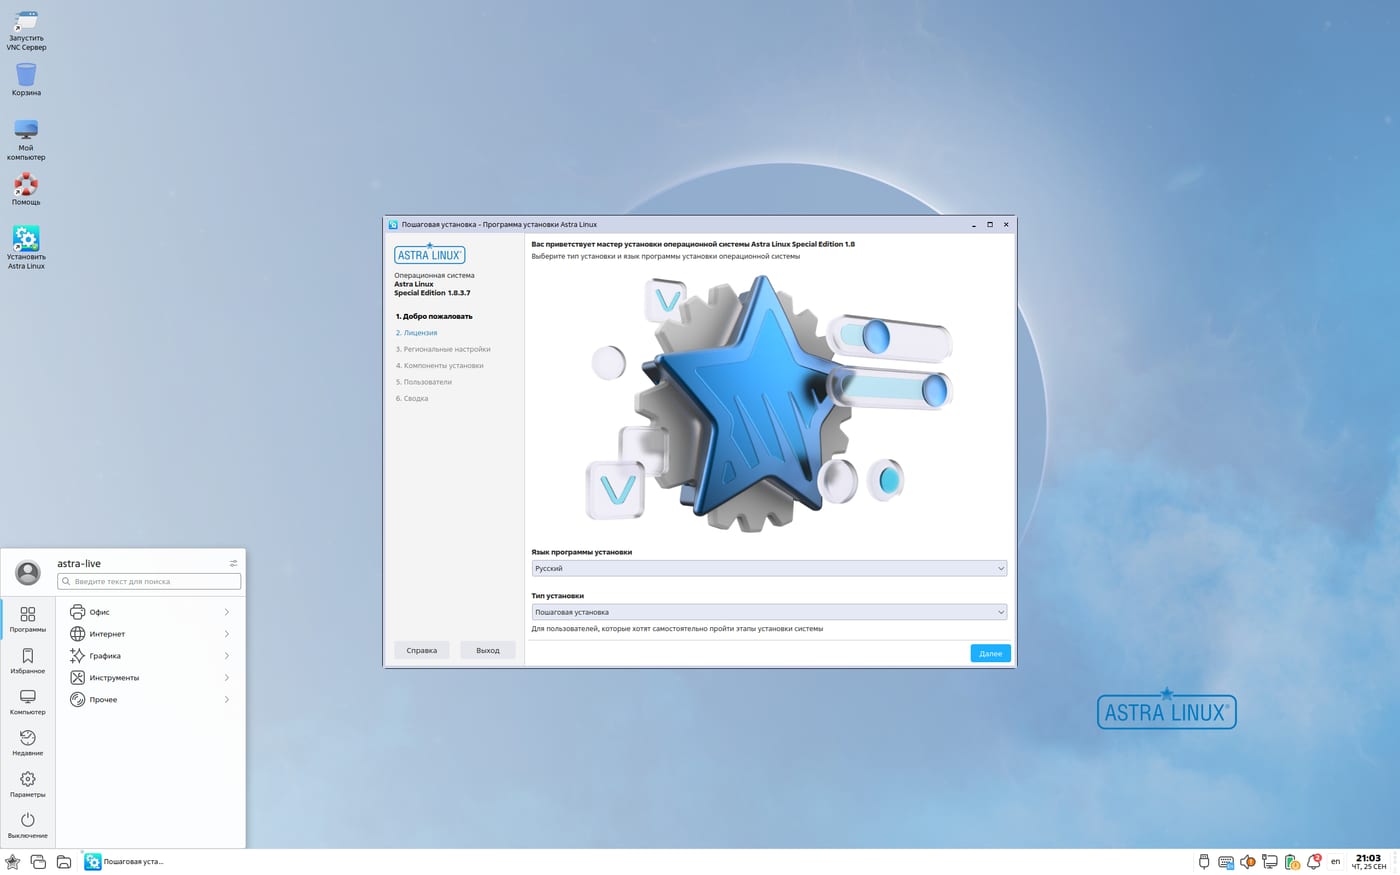 Запустить
VNC Сервер
Корзина
Мой
компьютер
Помощь
Установить
Astra Linux
Пошаговая установка - Программа установки Astra Linux
ASTRA LINUX®
Операционная система
Astra Linux
Special Edition 1.8.3.7
1. Добро пожаловать
2. Лицензия
3. Региональные настройки
4. Компоненты установки
5. Пользователи
6. Сводка
Справка
Выход
Вас приветствует мастер установки операционной системы Astra Linux Special Edition 1.8
Выберите тип установки и язык программы установки операционной системы
Язык программы установки
Русский
Тип установки
Пошаговая установка
Для пользователей, которые хотят самостоятельно пройти этапы установки системы
Далее
astra-live
Введите текст для поиска
Программы
Избранное
Компьютер
Недавние
Параметры
Выключение
Офис
Интернет
Графика
Инструменты
Прочее
ASTRA LINUX®
Пошаговая уста...
2
en
21:03
ЧТ, 25 СЕН